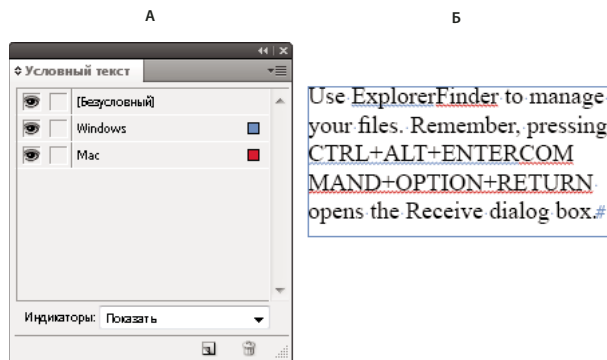 А
Б
Условный текст
[Безусловный]
Windows
Mac
Индикаторы: Показать
Use ExplorerFinder to manage
your files. Remember, pressing
CTRL+ALT+ENTERCOM
MAND+OPTION+RETURN
opens the Receive dialog box.#